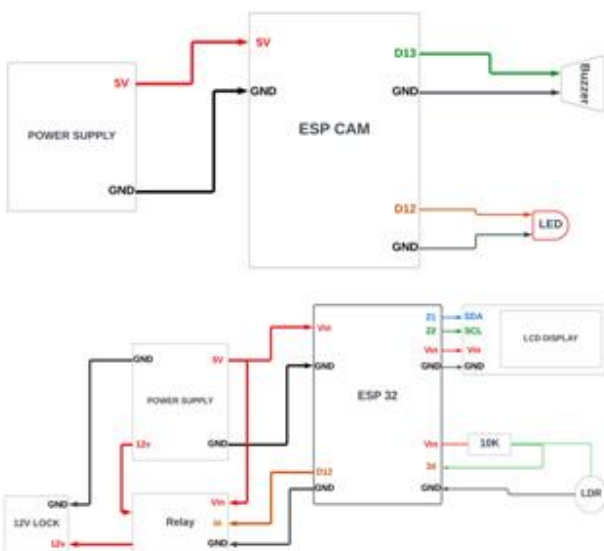 5V
D13
5V
GND
GND
Buzzer
ESP CAM
POWER SUPPLY
GND
D12
LED
GND
21 SDA
22 SCL
LCD DISPLAY
Vin
GND
5V
Vin Vin
GND
GND GND
POWER SUPPLY
ESP 32
12v
GND
Vin
10K
D12
GND
GND
LDR
GND
Vin
12V LOCK
Relay
12v
GND